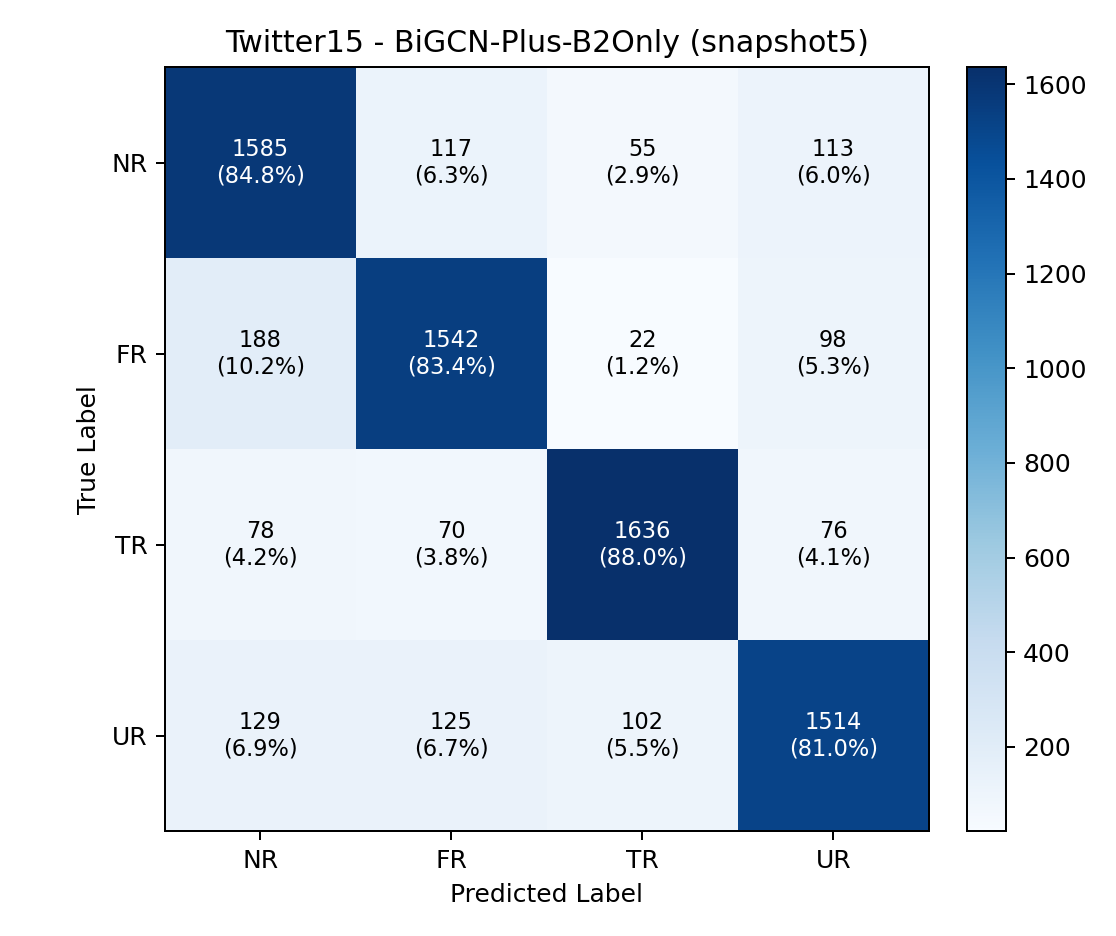 Twitter15 - BiGCN-Plus-B2Only (snapshot5)
NR 1585 117 55 113
(84.8%) (6.3%) (2.9%) (6.0%)
FR 188 1542 22 98
(10.2%) (83.4%) (1.2%) (5.3%)
TR 78 70 1636 76
(4.2%) (3.8%) (88.0%) (4.1%)
UR 129 125 102 1514
(6.9%) (6.7%) (5.5%) (81.0%)
NR FR TR UR
Predicted Label
True Label
1600
1400
1200
1000
800
600
400
200